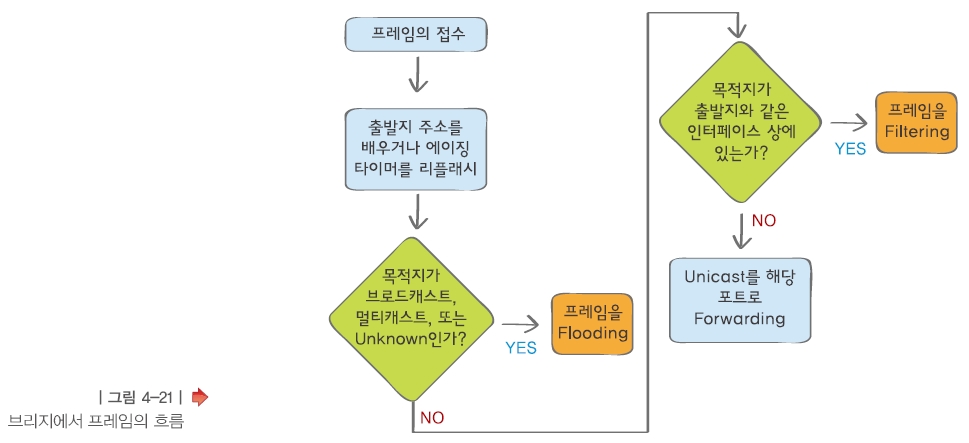 프레임의 접수
출발지 주소를
배우거나 에이징
타이머를 리플래시
목적지가
브로드캐스트,
멀티캐스트, 또는
Unknown인가?
YES
프레임을
Flooding
NO
목적지가
출발지와 같은
인터페이스 상에
있는가?
YES
프레임을
Filtering
NO
Unicast를 해당
포트로
Forwarding
| 그림 4-21 |
브리지에서 프레임의 흐름